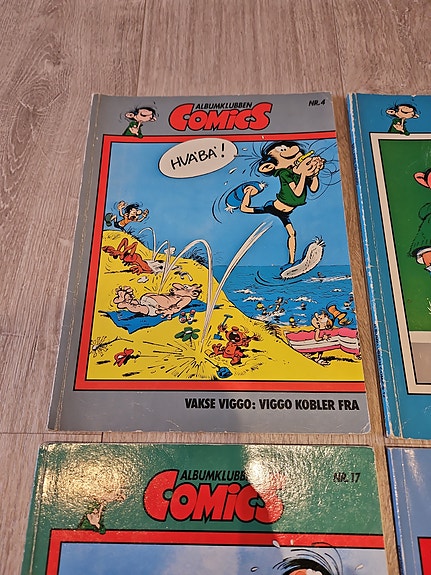 ALBUMKLUBBEN
COMICS
NR.4
HVABA!
VAKSE VIGGO: VIGGO KOBLER FRA
ALBUMKLUBBEN
COMICS
NR.17